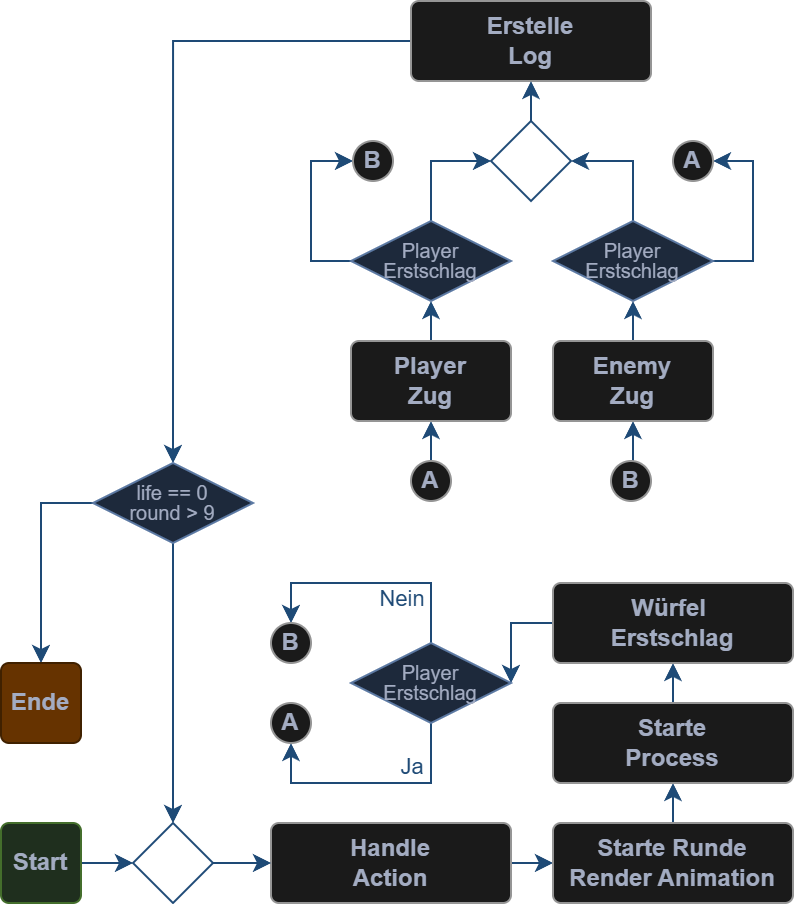 Erstelle
Log
B
A
Player
Erstschlag
Player
Erstschlag
Player
Zug
Enemy
Zug
A
B
life == 0
round > 9
Nein
B
Player
Erstschlag
A
Ja
Würfel
Erstschlag
Starte
Process
Ende
Start
Handle
Action
Starte Runde
Render Animation